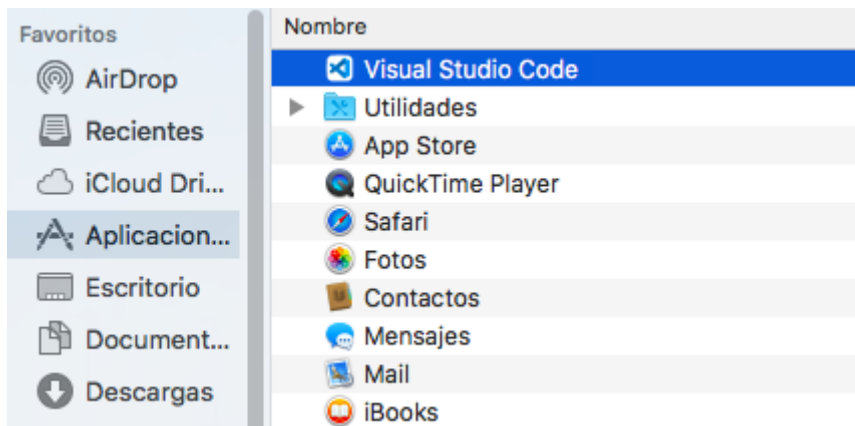 Favoritos
AirDrop
Recientes
iCloud Dri...
Aplicacion...
Escritorio
Document...
Descargas
Nombre
Visual Studio Code
Utilidades
App Store
QuickTime Player
Safari
Fotos
Contactos
Mensajes
Mail
iBooks